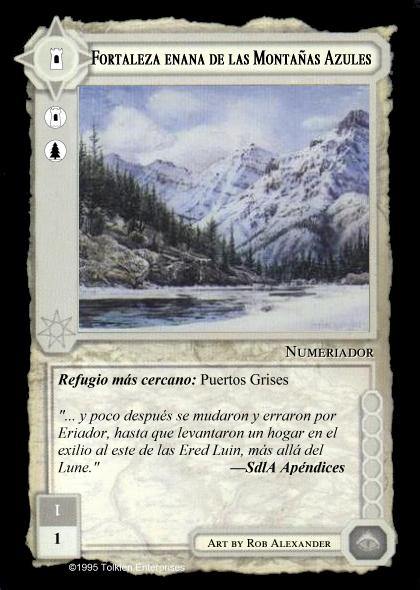 Fortaleza enana de las Montañas Azules
Numeriador
Refugio más cercano: Puertos Grises
"... y poco después se mudaron y erraron por
Eriador, hasta que levantaron un hogar en el
exilio al este de las Ered Luin, más allá del
Lune." —SdlA Apéndices
I
1
Art by Rob Alexander
©1995 Tolkien Enterprises